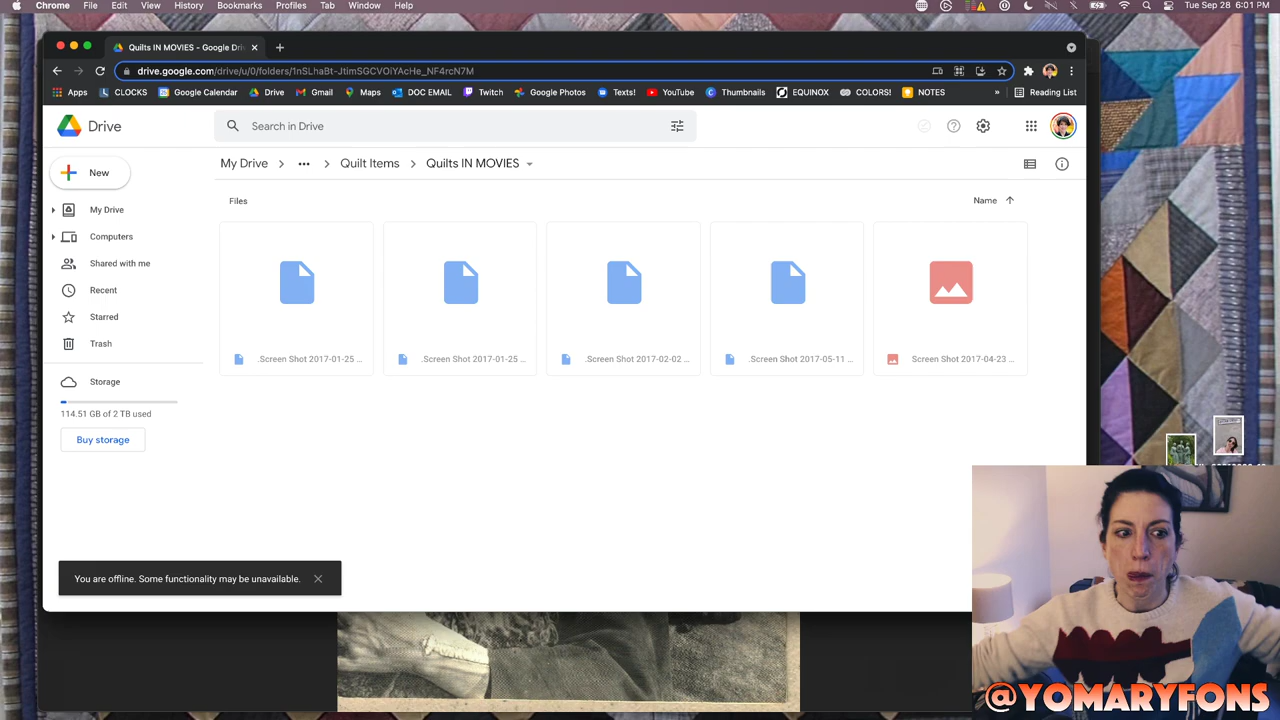 Chrome File Edit View History Bookmarks Profiles Tab Window Help Tue Sep 28 6:01 PM
Quilts IN MOVIES - Google Dri
drive.google.com/drive/u/0/folders/1nSLhaBt-JtimSGCVOiYAcHe_NF4rcN7M
Apps CLOCKS Google Calendar Drive Gmail Maps DOC EMAIL Twitch Google Photos Texts! YouTube Thumbnails EQUINOX COLORS! NOTES » Reading List
Drive Search in Drive
New
My Drive > ... > Quilt Items > Quilts IN MOVIES
Files Name
My Drive
Computers
Shared with me
Recent
Starred
Trash
Storage
114.51 GB of 2 TB used
Buy storage
.Screen Shot 2017-01-25 ... .Screen Shot 2017-01-25 ... .Screen Shot 2017-02-02 ... .Screen Shot 2017-05-11 ... Screen Shot 2017-04-23 ...
You are offline. Some functionality may be unavailable.
@YOMARYFONS